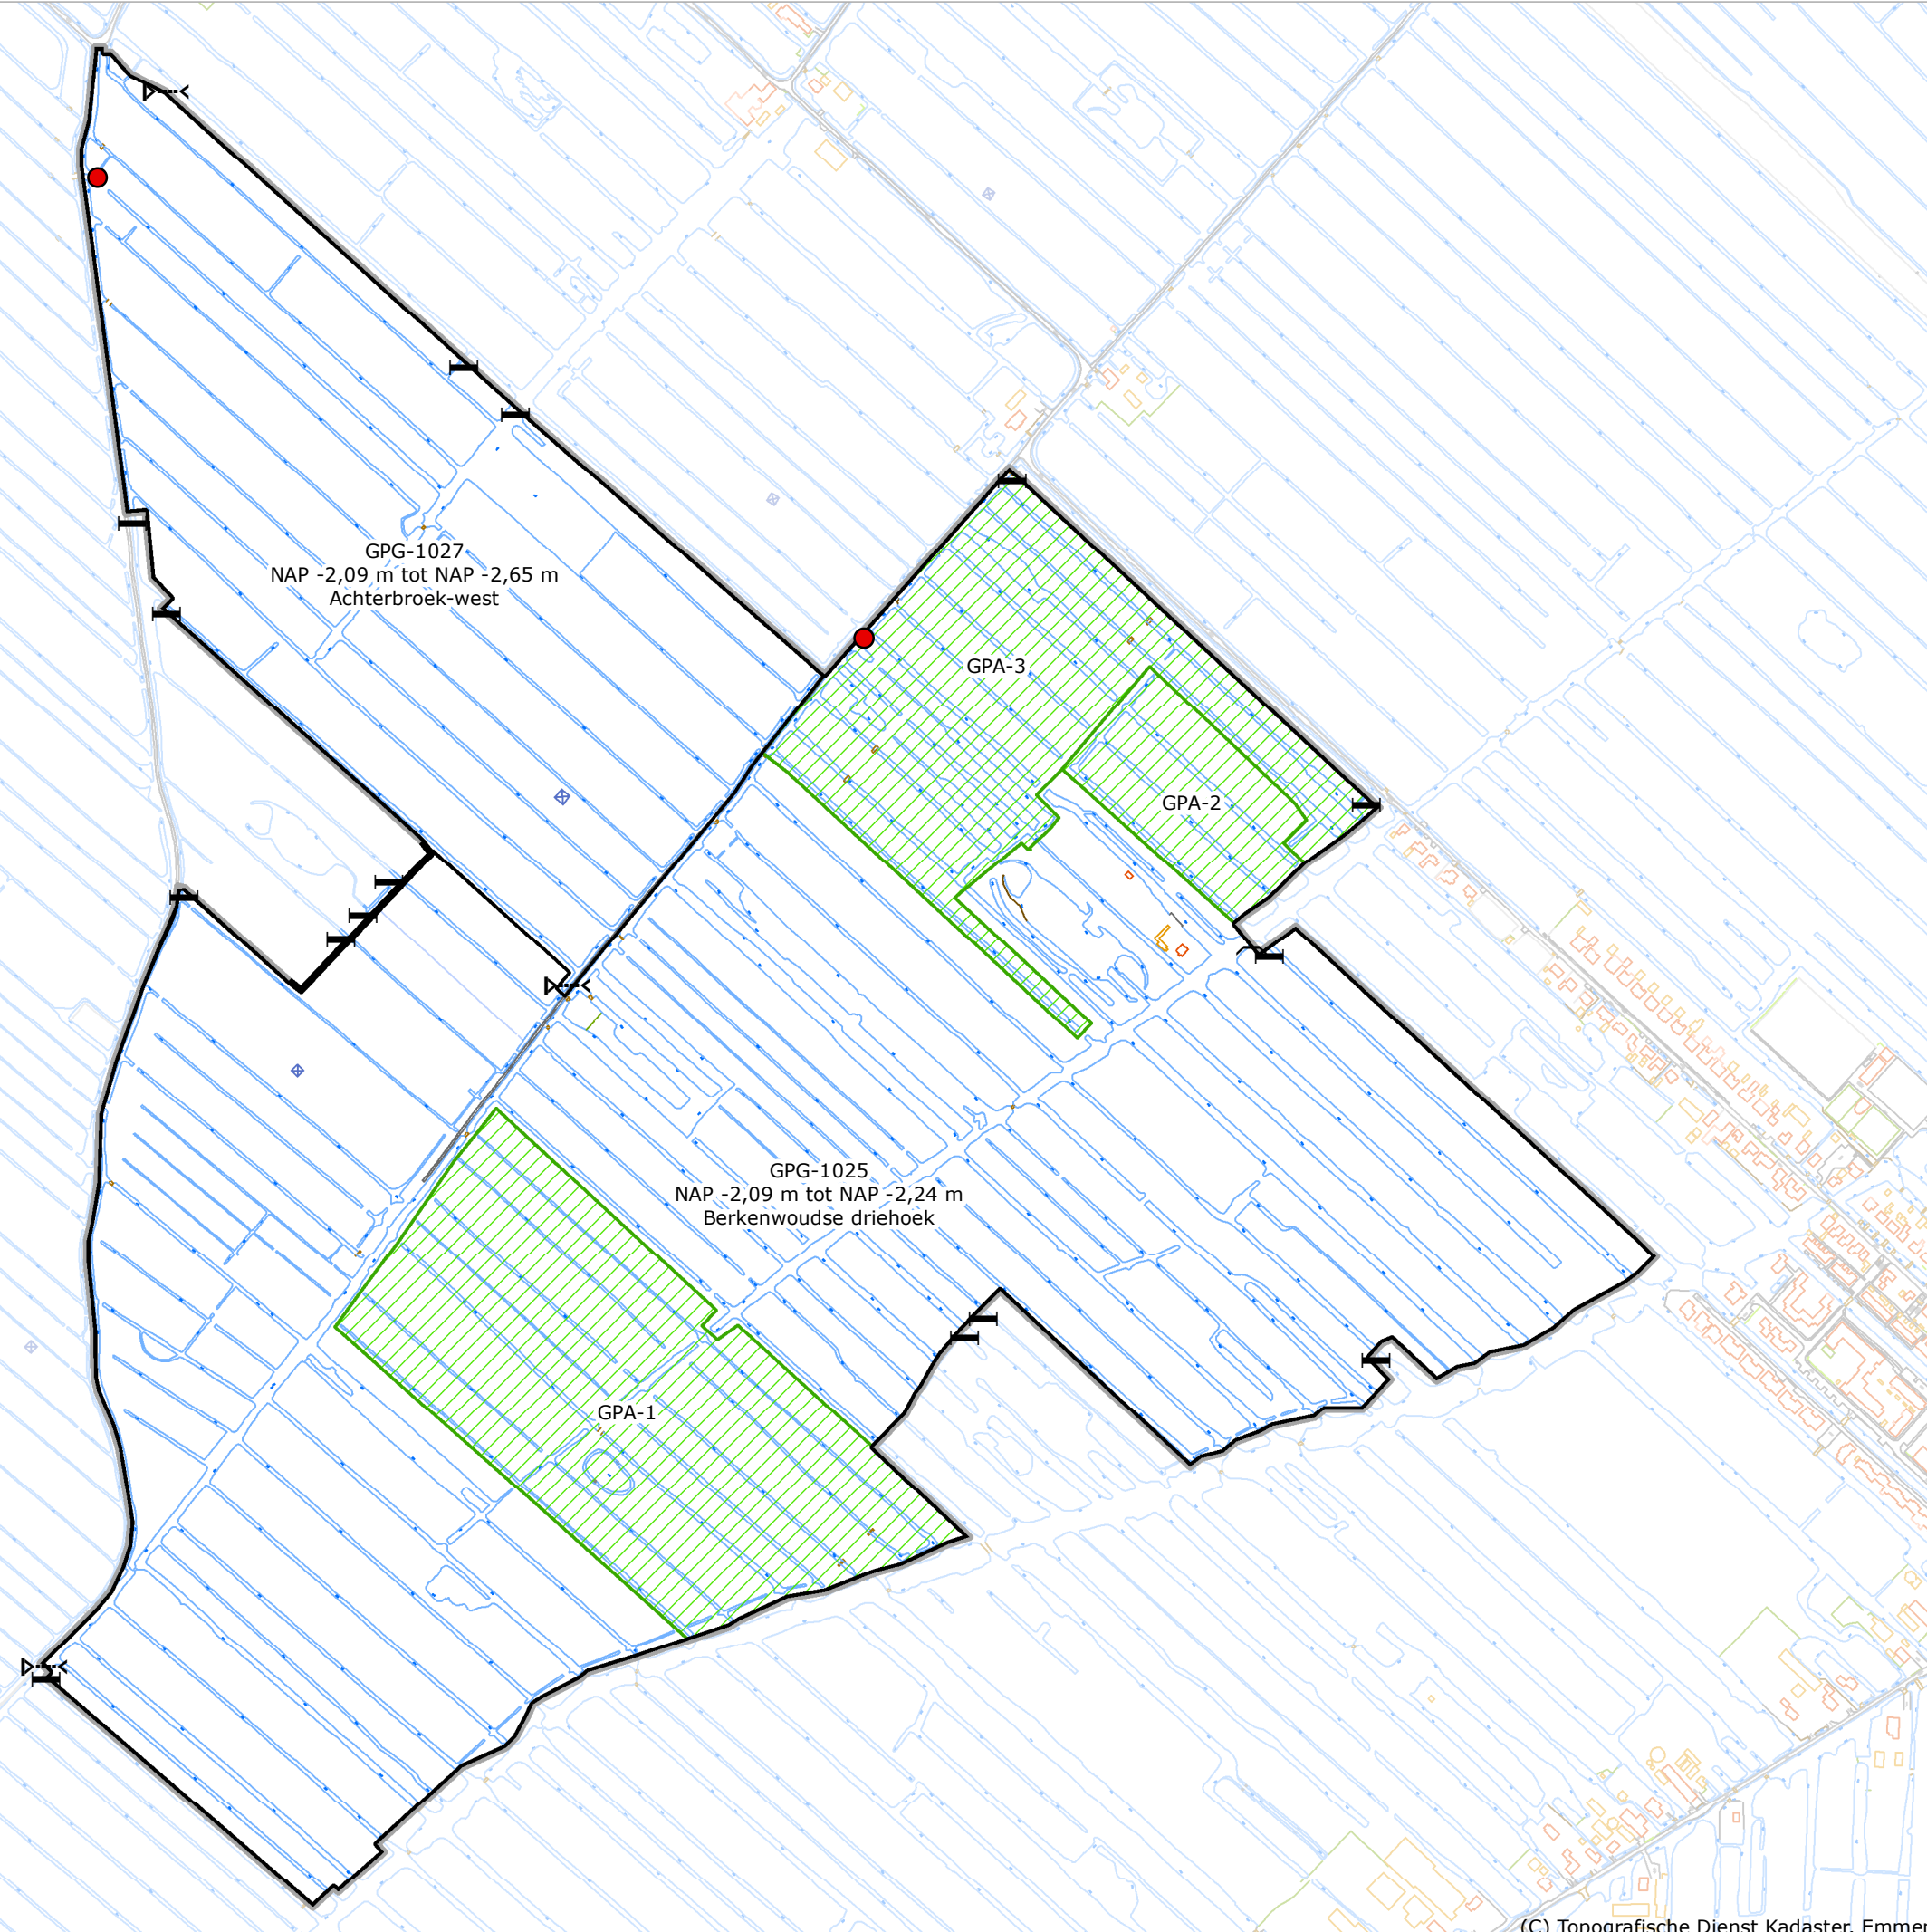 GPG-1027
NAP -2,09 m tot NAP -2,65 m
Achterbroek-west
GPA-3
GPA-2
GPG-1025
NAP -2,09 m tot NAP -2,24 m
Berkenwoudse driehoek
GPA-1
(C) Topografische Dienst Kadaster, Emmen